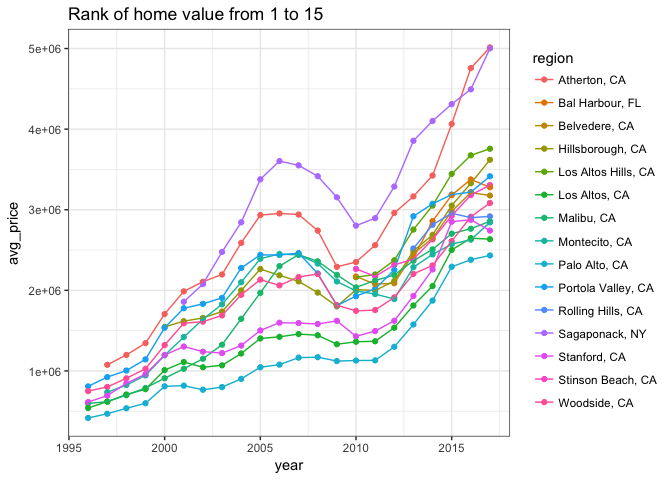 Rank of home value from 1 to 15
5e+06
4e+06
3e+06
2e+06
1e+06
avg_price
1995
2000
2005
2010
2015
year
region
Atherton, CA
Bal Harbour, FL
Belvedere, CA
Hillsborough, CA
Los Altos Hills, CA
Los Altos, CA
Malibu, CA
Montecito, CA
Palo Alto, CA
Portola Valley, CA
Rolling Hills, CA
Sagaponack, NY
Stanford, CA
Stinson Beach, CA
Woodside, CA